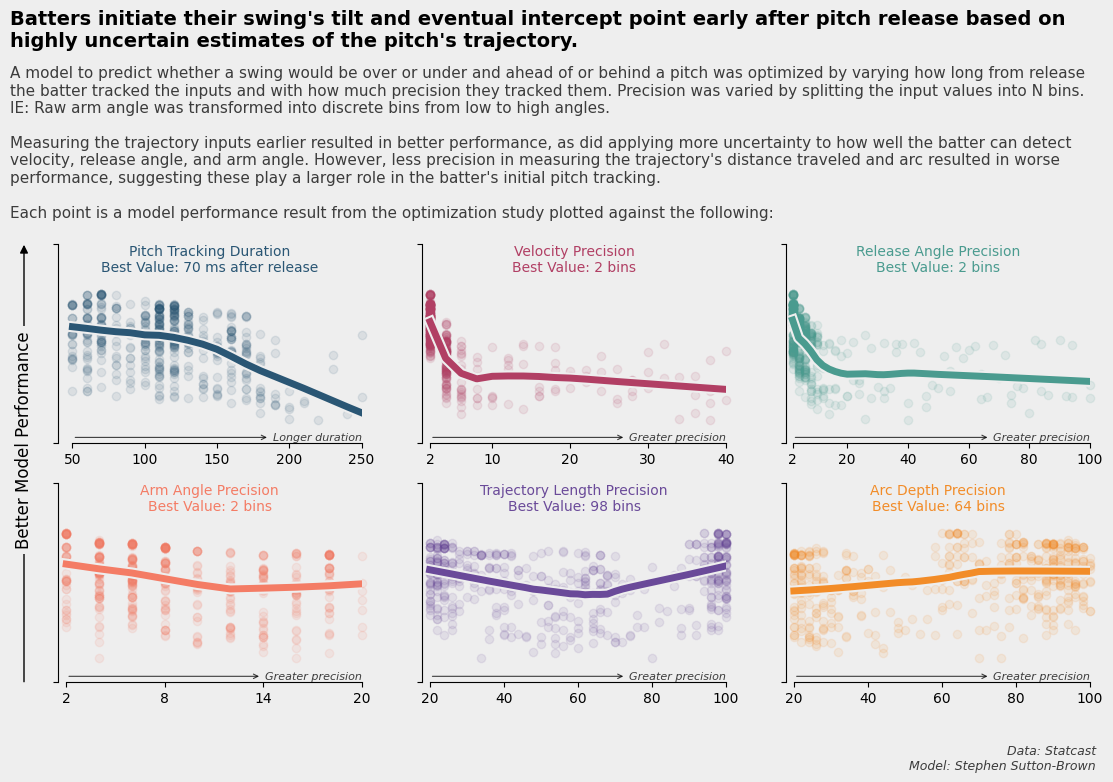 Batters initiate their swing's tilt and eventual intercept point early after pitch release based on
highly uncertain estimates of the pitch's trajectory.
A model to predict whether a swing would be over or under and ahead of or behind a pitch was optimized by varying how long from release
the batter tracked the inputs and with how much precision they tracked them. Precision was varied by splitting the input values into N bins.
IE: Raw arm angle was transformed into discrete bins from low to high angles.
Measuring the trajectory inputs earlier resulted in better performance, as did applying more uncertainty to how well the batter can detect
velocity, release angle, and arm angle. However, less precision in measuring the trajectory's distance traveled and arc resulted in worse
performance, suggesting these play a larger role in the batter's initial pitch tracking.
Each point is a model performance result from the optimization study plotted against the following:
Better Model Performance
Pitch Tracking Duration
Best Value: 70 ms after release
Longer duration
50 100 150 200 250
Velocity Precision
Best Value: 2 bins
Greater precision
2 10 20 30 40
Release Angle Precision
Best Value: 2 bins
Greater precision
2 20 40 60 80 100
Arm Angle Precision
Best Value: 2 bins
Greater precision
2 8 14 20
Trajectory Length Precision
Best Value: 98 bins
Greater precision
20 40 60 80 100
Arc Depth Precision
Best Value: 64 bins
Greater precision
20 40 60 80 100
Data: Statcast
Model: Stephen Sutton-Brown